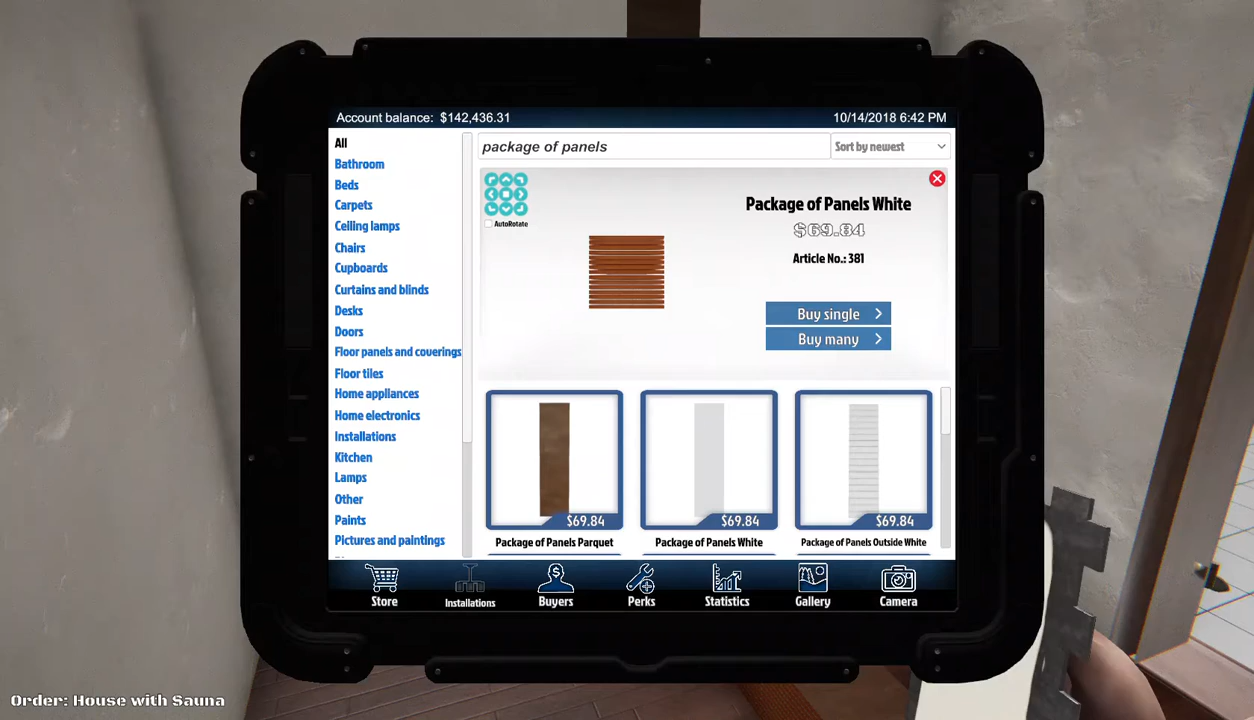 Account balance: $142,436.31
10/14/2018 6:42 PM
All
Bathroom
Beds
Carpets
Ceiling lamps
Chairs
Cupboards
Curtains and blinds
Desks
Doors
Floor panels and coverings
Floor tiles
Home appliances
Home electronics
Installations
Kitchen
Lamps
Other
Paints
Pictures and paintings
package of panels
Sort by newest
AutoRotate
Package of Panels White
$69.84
Article No.: 381
Buy single
Buy many
$69.84
$69.84
$69.84
Package of Panels Parquet
Package of Panels White
Package of Panels Outside White
Store
Installations
Buyers
Perks
Statistics
Gallery
Camera
Order: House with Sauna